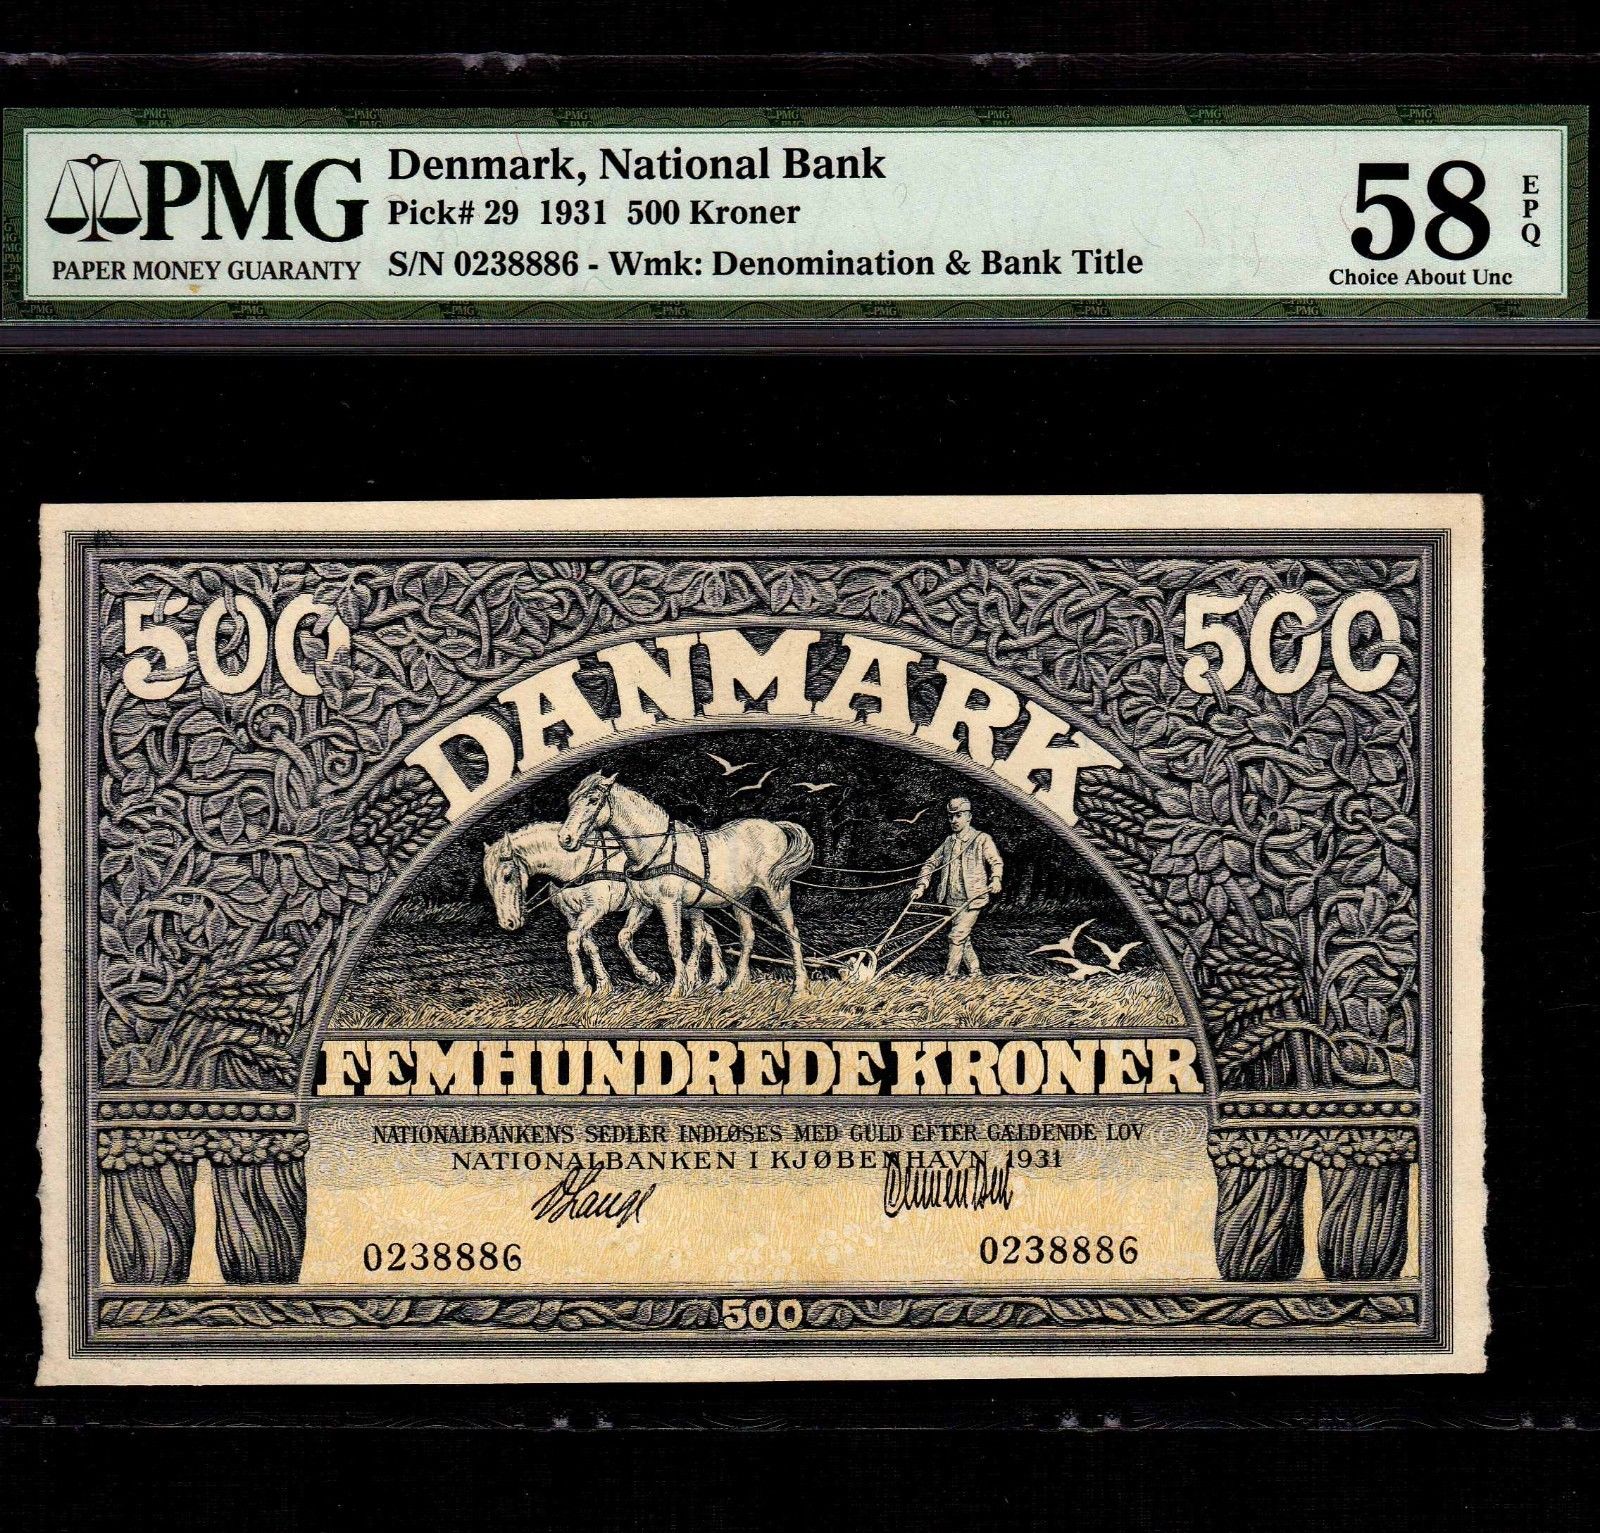 PMG
PAPER MONEY GUARANTY
Denmark, National Bank
Pick# 29 1931 500 Kroner
S/N 0238886 - Wmk: Denomination & Bank Title
58
EPQ
Choice About Unc
500
500
DANMARK
FEMHUNDREDE KRONER
NATIONALBANKENS SEDLER INDLØSES MED GULD EFTER GÆLDENDE LOV
NATIONALBANKEN I KJØBENHAVN 1931
V Lange
0238886
0238886
500